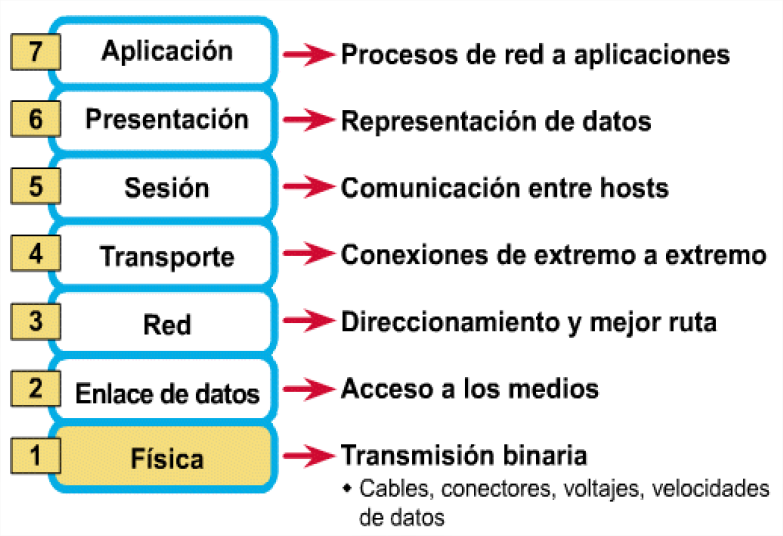 7 Aplicación Procesos de red a aplicaciones
6 Presentación Representación de datos
5 Sesión Comunicación entre hosts
4 Transporte Conexiones de extremo a extremo
3 Red Direccionamiento y mejor ruta
2 Enlace de datos Acceso a los medios
1 Física Transmisión binaria
• Cables, conectores, voltajes, velocidades
de datos